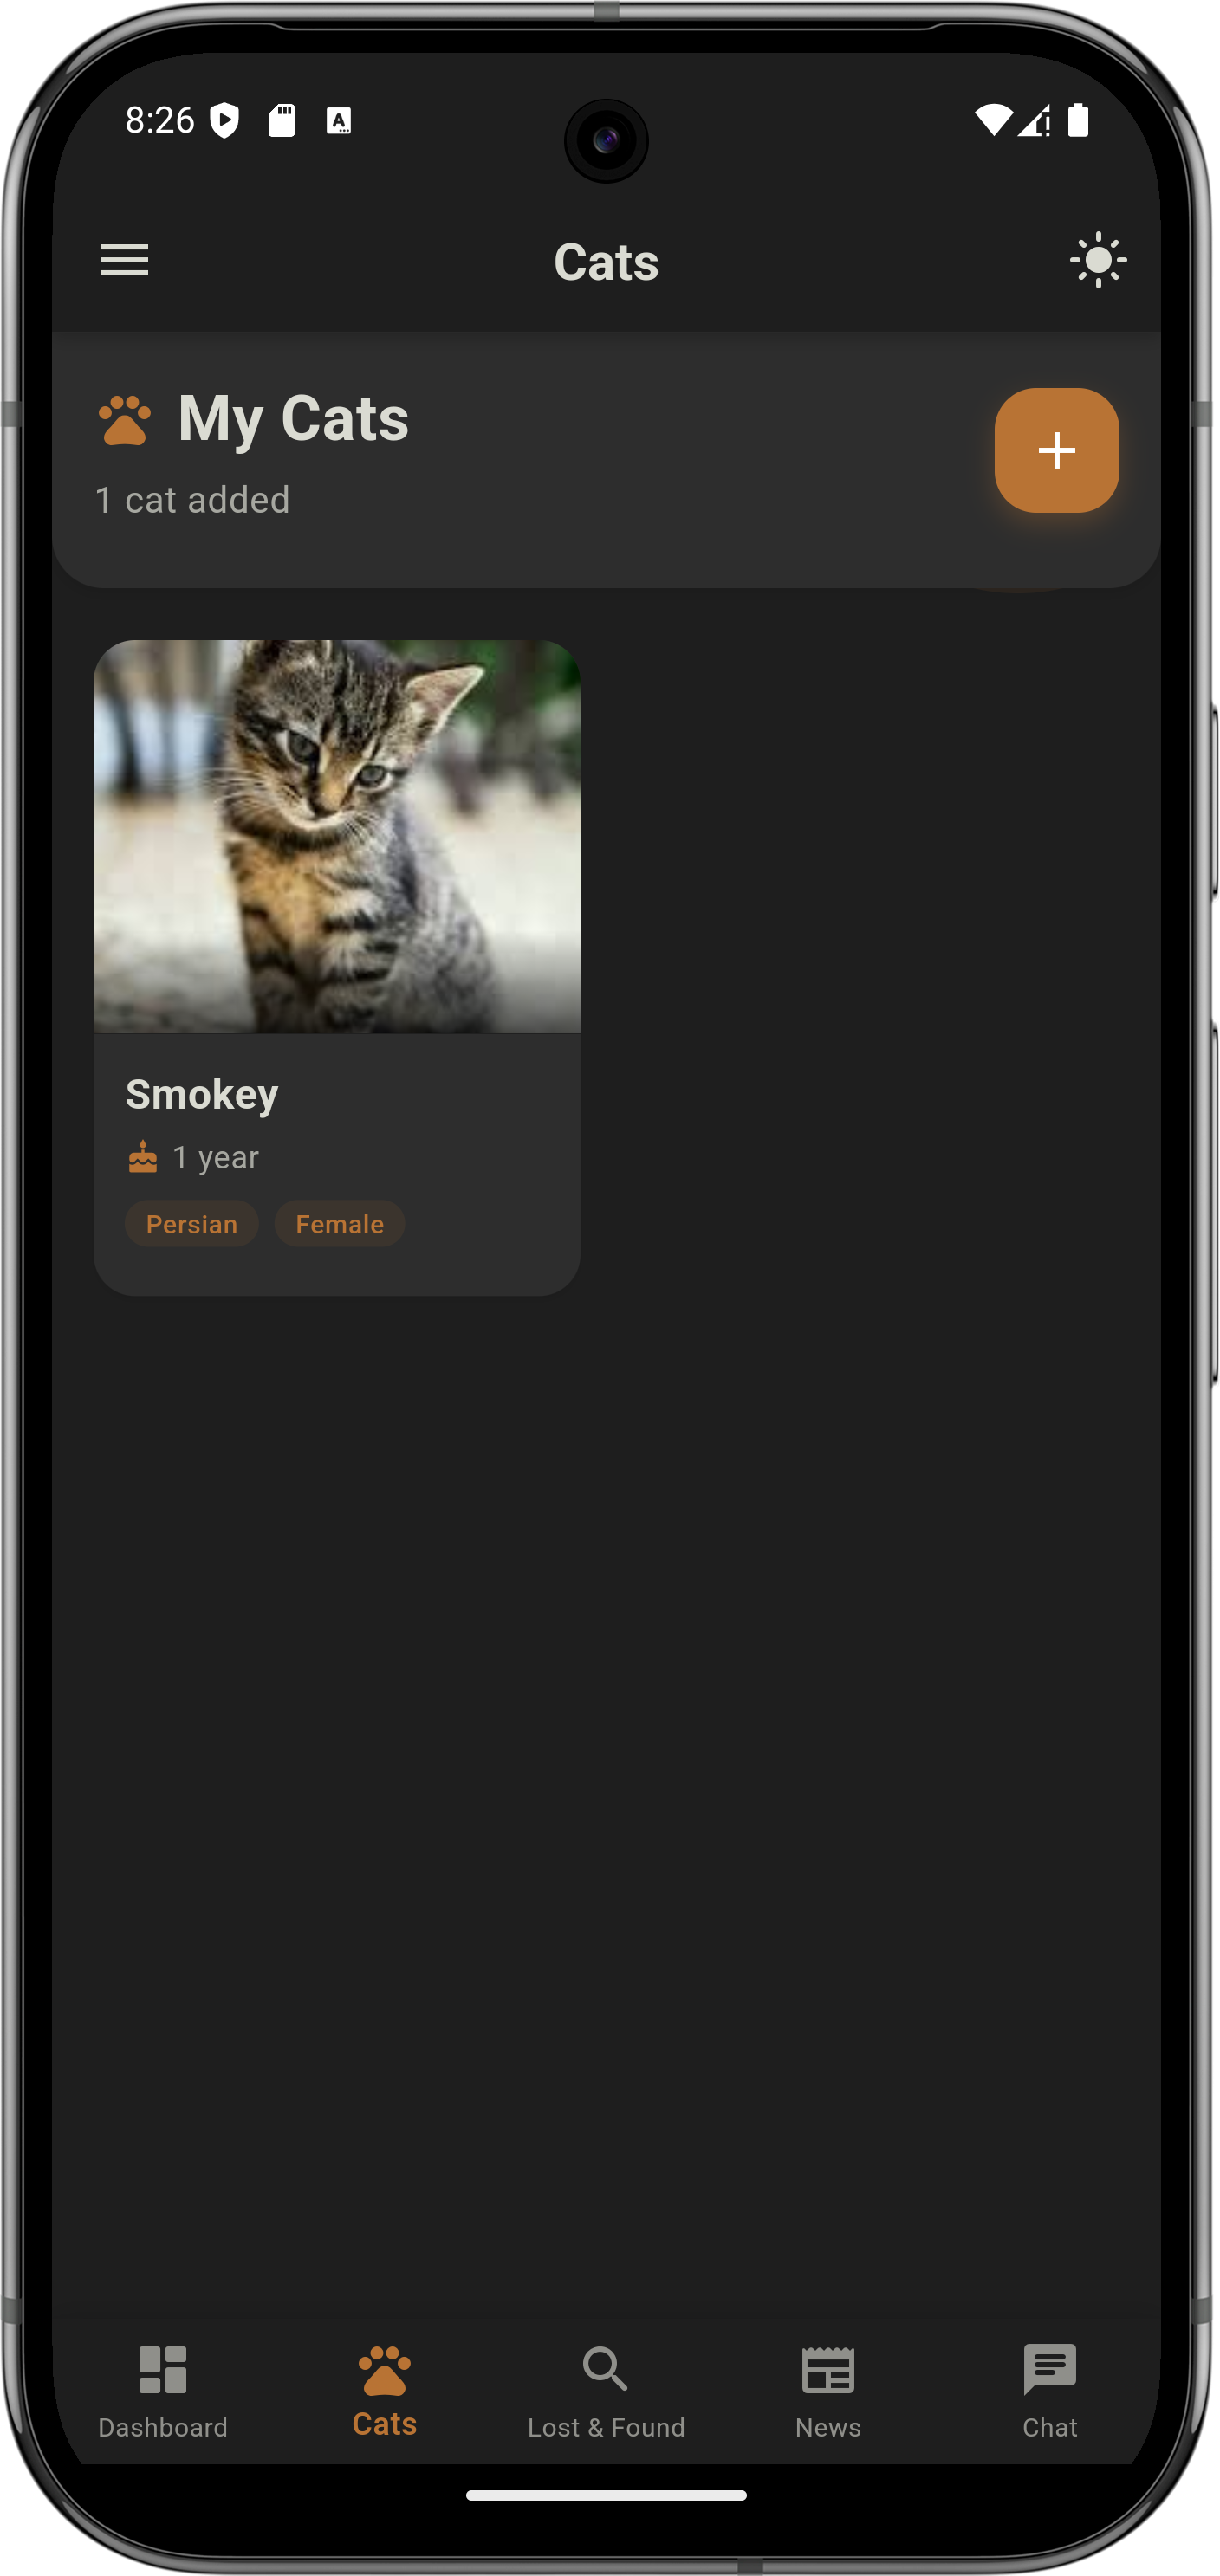 8:26
Cats
My Cats
1 cat added
Smokey
1 year
Persian Female
Dashboard Cats Lost & Found News Chat